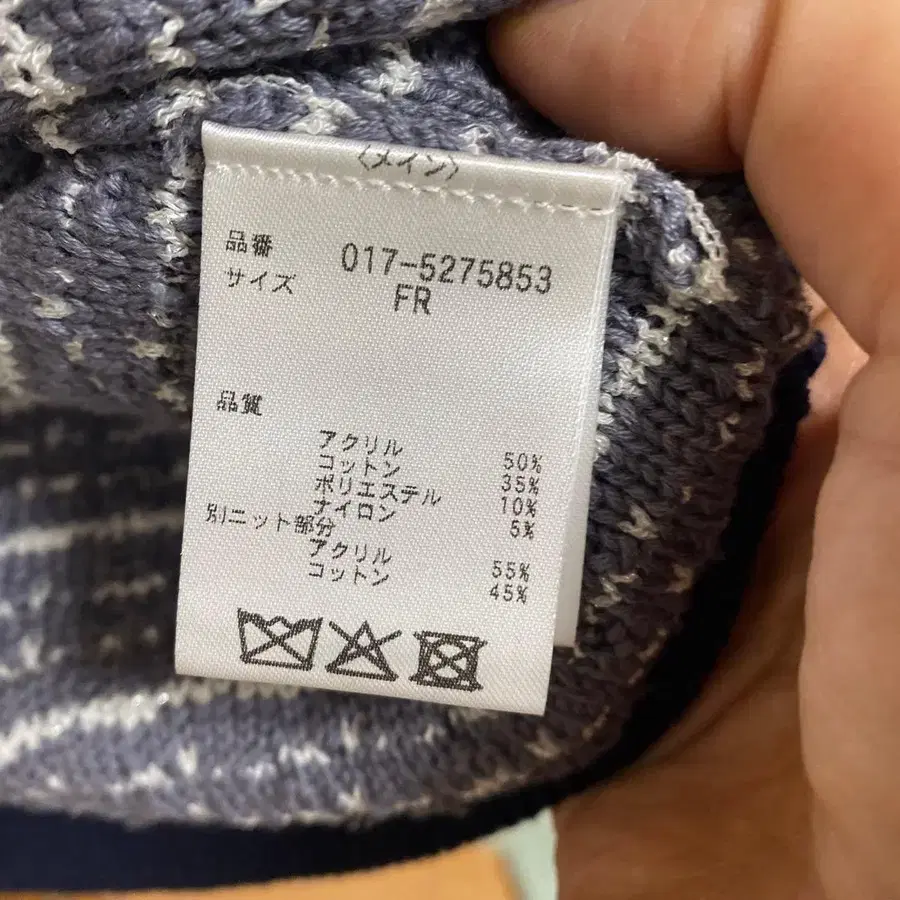 〈メイン〉
品番 017-5275853
サイズ FR
品質
アクリル 50%
コットン 35%
ポリエステル 10%
ナイロン 5%
別ニット部分
アクリル 55%
コットン 45%